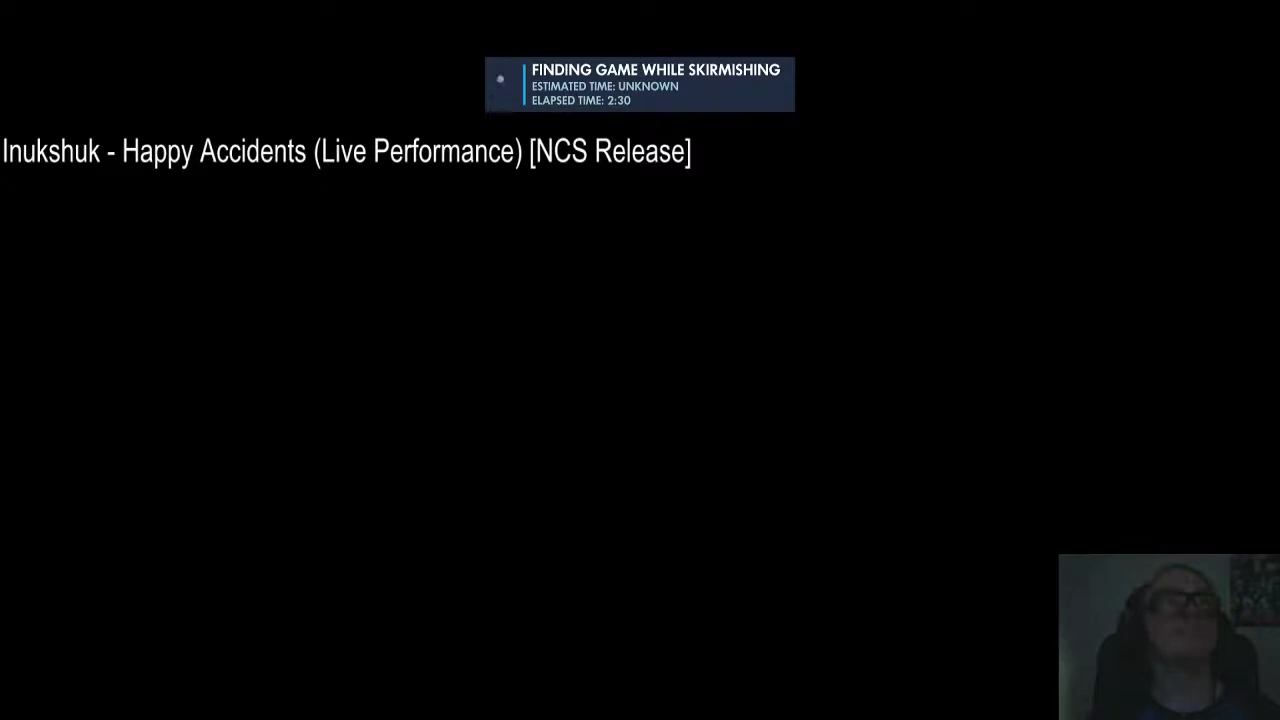 FINDING GAME WHILE SKIRMISHING
ESTIMATED TIME: UNKNOWN
ELAPSED TIME: 2:30
Inukshuk - Happy Accidents (Live Performance) [NCS Release]